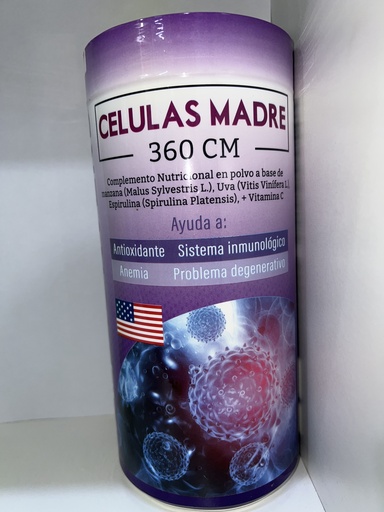 CELULAS MADRE
360 CM
Complemento Nutricional en polvo a base de
manzana (Malus Sylvestris L.), Uva (Vitis Vinifera L.)
Espirulina (Spirulina Platensis), + Vitamina C
Ayuda a:
Antioxidante Sistema inmunológico
Anemia Problema degenerativo